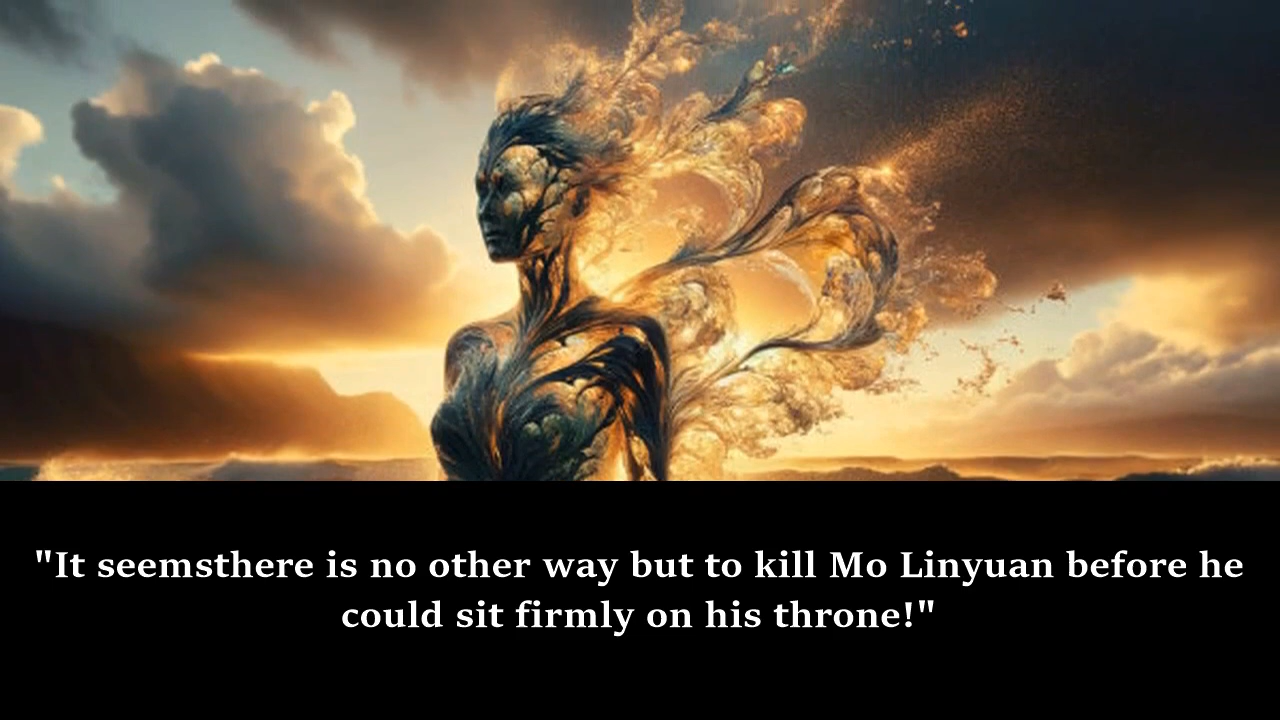 "It seemsthere is no other way but to kill Mo Linyuan before he
could sit firmly on his throne!"